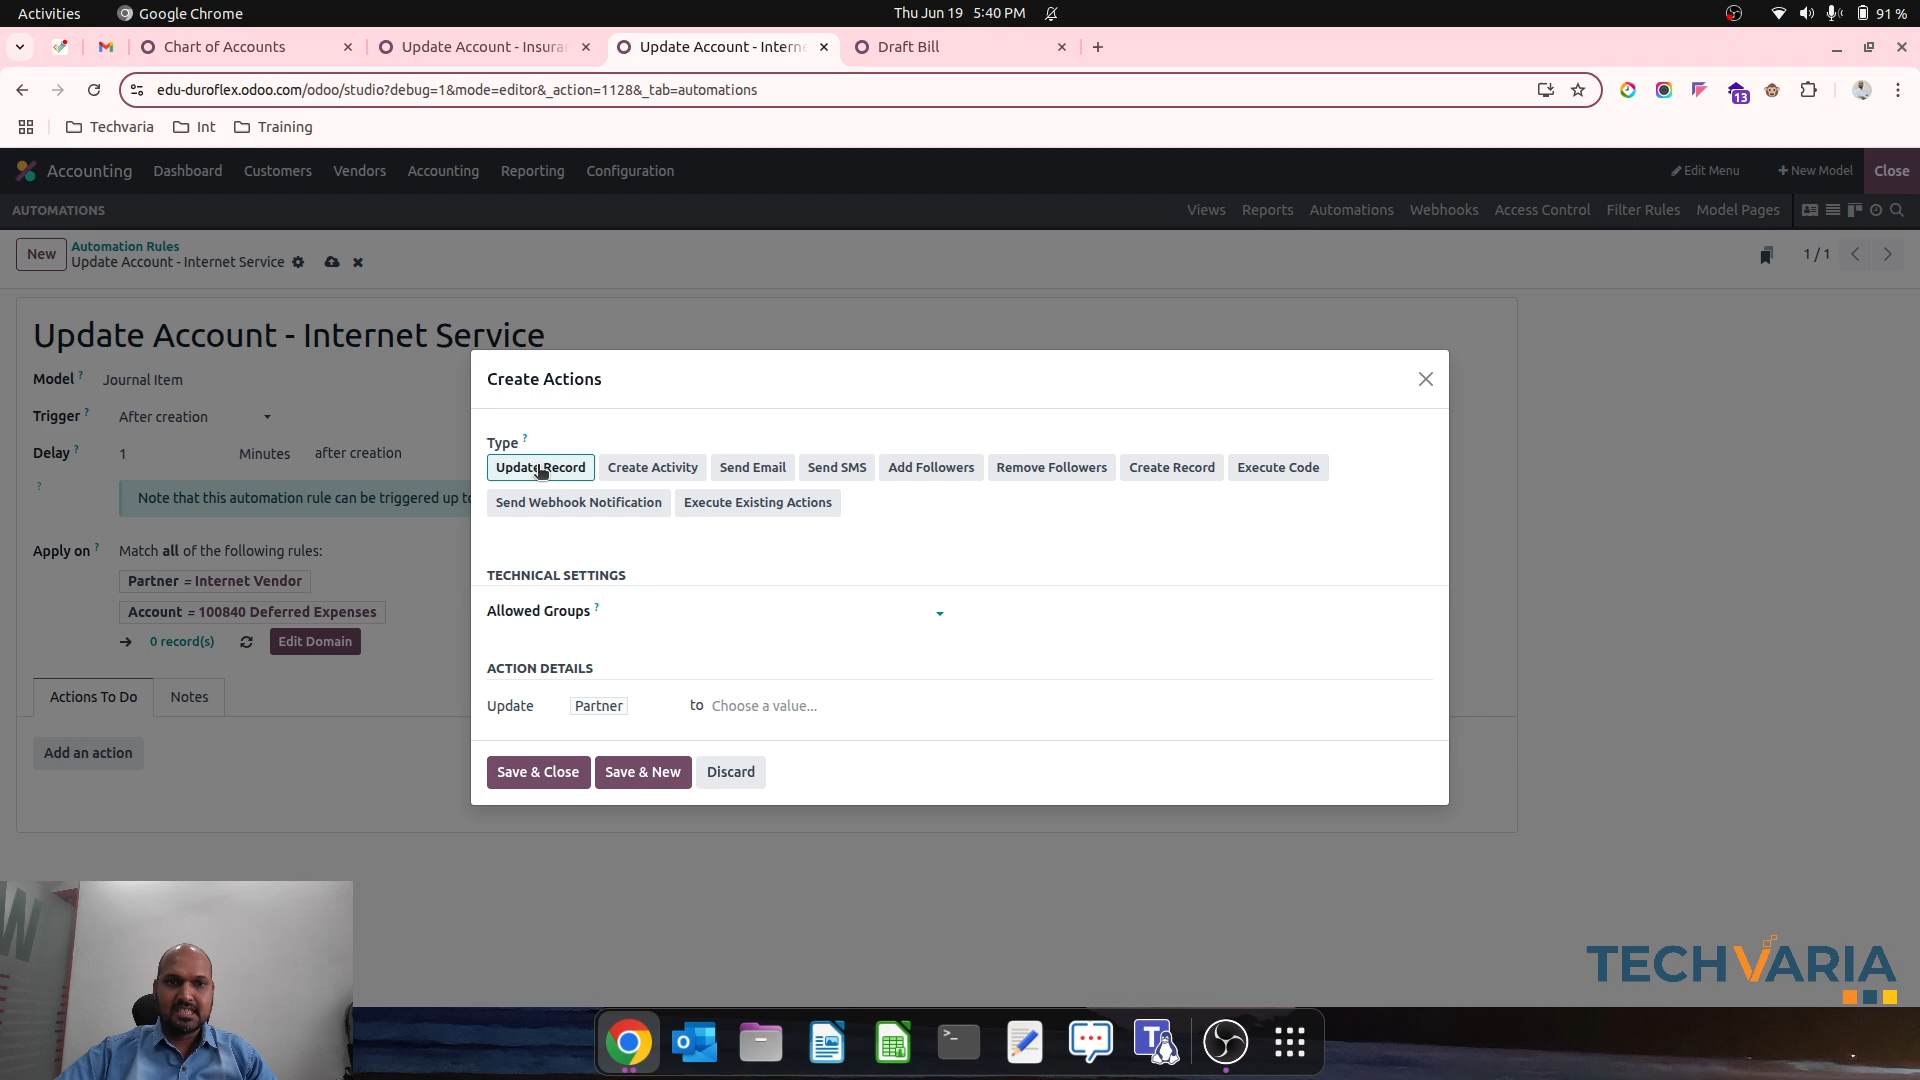 Activities Google Chrome Thu Jun 19 5:40 PM 91 %
Chart of Accounts Update Account - Insura Update Account - Intern Draft Bill
edu-duroflex.odoo.com/odoo/studio?debug=1&mode=editor&_action=1128&_tab=automations 13
Techvaria Int Training
Accounting Dashboard Customers Vendors Accounting Reporting Configuration Edit Menu + New Model Close
AUTOMATIONS Views Reports Automations Webhooks Access Control Filter Rules Model Pages
New Automation Rules
Update Account - Internet Service 1 / 1
Update Account - Internet Service
Model ? Journal Item
Trigger ? After creation
Delay ? 1 Minutes after creation
? Note that this automation rule can be triggered up to
Apply on ? Match all of the following rules:
Partner = Internet Vendor
Account = 100840 Deferred Expenses
0 record(s) Edit Domain
Actions To Do Notes
Add an action
Create Actions
Type ?
Update Record Create Activity Send Email Send SMS Add Followers Remove Followers Create Record Execute Code
Send Webhook Notification Execute Existing Actions
TECHNICAL SETTINGS
Allowed Groups ?
ACTION DETAILS
Update Partner to Choose a value...
Save & Close Save & New Discard
TECHVARIA